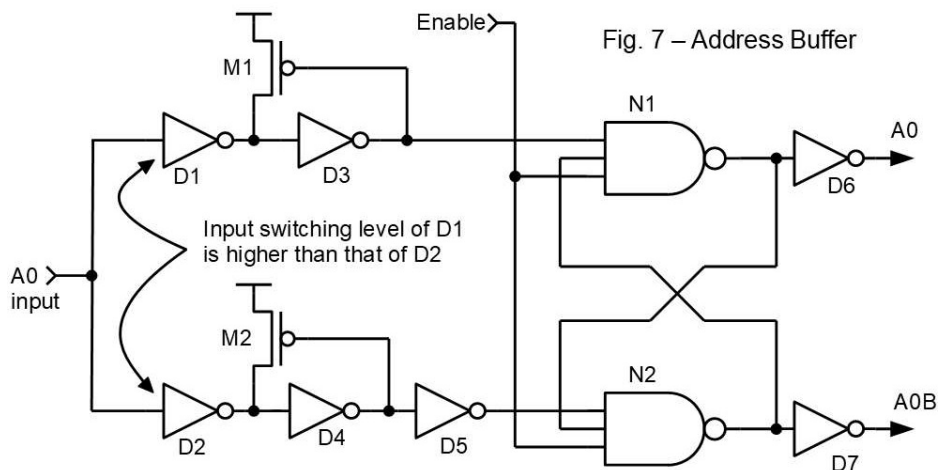 Enable
Fig. 7 – Address Buffer
M1
N1
D1
D3
D6
A0
Input switching level of D1
is higher than that of D2
A0
input
M2
N2
D2
D4
D5
D7
A0B